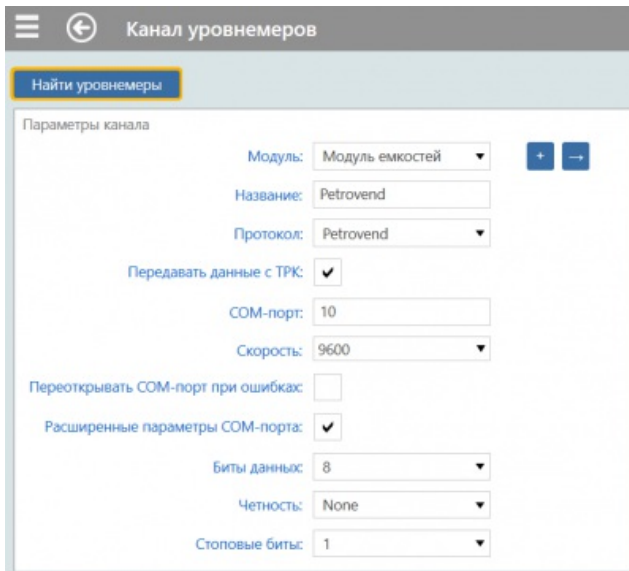 Канал уровнемеров
Найти уровнемеры
Параметры канала
Модуль: Модуль емкостей
Название: Petrovend
Протокол: Petrovend
Передавать данные с ТРК:
COM-порт: 10
Скорость: 9600
Переоткрывать COM-порт при ошибках:
Расширенные параметры COM-порта:
Биты данных: 8
Четность: None
Стоповые биты: 1